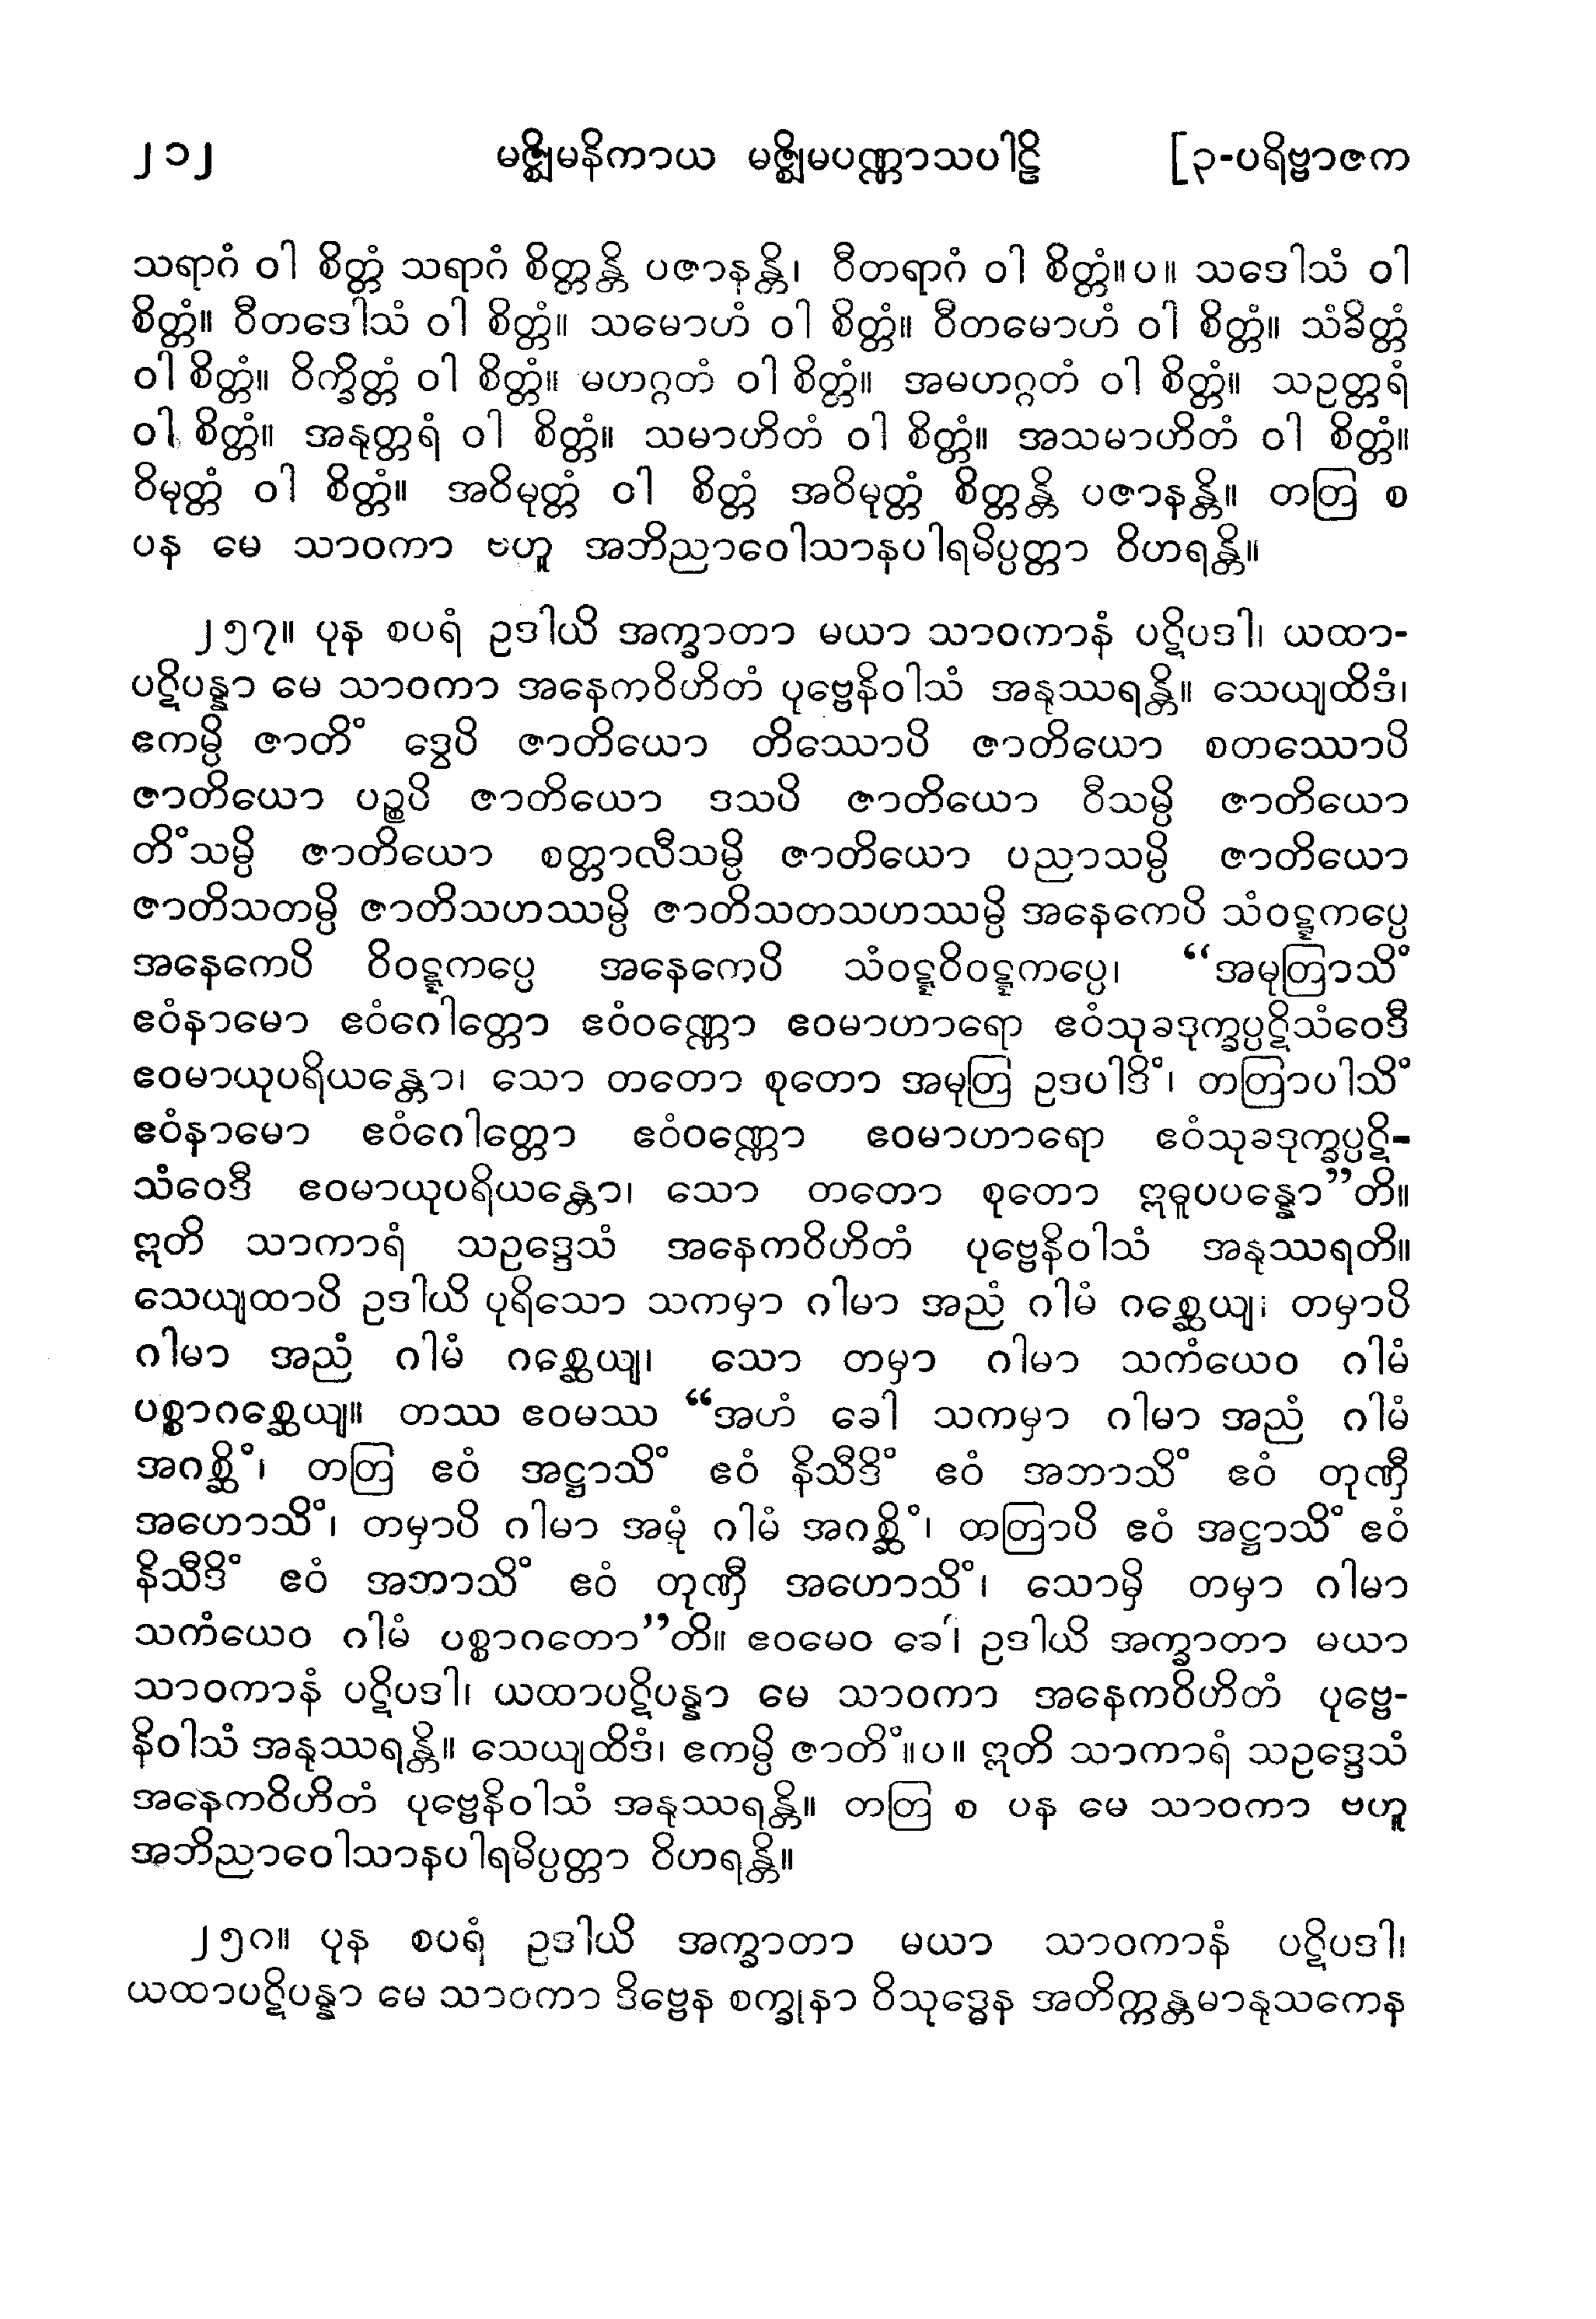 ၂၁၂ မဇ္ဈိမနိကာယ မဇ္ဈိမပဏ္ဏာသပါဠိ [၃-ပရိဗ္ဗာဇက
သရာဂံ ဝါ စိတ္တံ သရာဂံ စိတ္တန္တိ ပဇာနန္တိ၊ ဝီတရာဂံ ဝါ စိတ္တံ။ပ။ သဒေါသံ ဝါ
စိတ္တံ။ ဝီတဒေါသံ ဝါ စိတ္တံ။ သမောဟံ ဝါ စိတ္တံ။ ဝီတမောဟံ ဝါ စိတ္တံ။ သံခိတ္တံ
ဝါ စိတ္တံ။ ဝိက္ခိတ္တံ ဝါ စိတ္တံ။ မဟဂ္ဂတံ ဝါ စိတ္တံ။ အမဟဂ္ဂတံ ဝါ စိတ္တံ။ သဥတ္တရံ
ဝါ စိတ္တံ။ အနုတ္တရံ ဝါ စိတ္တံ။ သမာဟိတံ ဝါ စိတ္တံ။ အသမာဟိတံ ဝါ စိတ္တံ။
ဝိမုတ္တံ ဝါ စိတ္တံ။ အဝိမုတ္တံ ဝါ စိတ္တံ အဝိမုတ္တံ စိတ္တန္တိ ပဇာနန္တိ။ တတြ စ
ပန မေ သာဝကာ ဗဟူ အဘိညာဝေါသာနပါရမိပ္ပတ္တာ ဝိဟရန္တိ။
၂၅၇။ ပုန စပရံ ဥဒါယိ အက္ခာတာ မယာ သာဝကာနံ ပဋိပဒါ၊ ယထာ-
ပဋိပန္နာ မေ သာဝကာ အနေကဝိဟိတံ ပုဗ္ဗေနိဝါသံ အနုဿရန္တိ။ သေယျထိဒံ၊
ဧကမ္ပိ ဇာတိံ ဒွေပိ ဇာတိယော တိဿောပိ ဇာတိယော စတဿောပိ
ဇာတိယော ပဉ္စပိ ဇာတိယော ဒသပိ ဇာတိယော ဝီသမ္ပိ ဇာတိယော
တိံသမ္ပိ ဇာတိယော စတ္တာလီသမ္ပိ ဇာတိယော ပညာသမ္ပိ ဇာတိယော
ဇာတိသတမ္ပိ ဇာတိသဟဿမ္ပိ ဇာတိသတသဟဿမ္ပိ အနေကေပိ သံဝဋ္ဋကပ္ပေ
အနေကေပိ ဝိဝဋ္ဋကပ္ပေ အနေကေပိ သံဝဋ္ဋဝိဝဋ္ဋကပ္ပေ၊ “အမုတြာသိံ
ဧဝံနာမော ဧဝံဂေါတ္တော ဧဝံဝဏ္ဏော ဧဝမာဟာရော ဧဝံသုခဒုက္ခပ္ပဋိသံဝေဒီ
ဧဝမာယုပရိယန္တော၊ သော တတော စုတော အမုတြ ဥဒပါဒိံ၊ တတြာပါသိံ
ဧဝံနာမော ဧဝံဂေါတ္တော ဧဝံဝဏ္ဏော ဧဝမာဟာရော ဧဝံသုခဒုက္ခပ္ပဋိ-
သံဝေဒီ ဧဝမာယုပရိယန္တော၊ သော တတော စုတော ဣဓူပပန္နော”တိ။
ဣတိ သာကာရံ သဥဒ္ဒေသံ အနေကဝိဟိတံ ပုဗ္ဗေနိဝါသံ အနုဿရတိ။
သေယျထာပိ ဥဒါယိ ပုရိသော သကမှာ ဂါမာ အညံ ဂါမံ ဂစ္ဆေယျ၊ တမှာပိ
ဂါမာ အညံ ဂါမံ ဂစ္ဆေယျ၊ သော တမှာ ဂါမာ သကံယေဝ ဂါမံ
ပစ္စာဂစ္ဆေယျ။ တဿ ဧဝမဿ “အဟံ ခေါ သကမှာ ဂါမာ အညံ ဂါမံ
အဂစ္ဆိံ၊ တတြ ဧဝံ အဋ္ဌာသိံ ဧဝံ နိသီဒိံ ဧဝံ အဘာသိံ ဧဝံ တုဏှီ
အဟောသိံ၊ တမှာပိ ဂါမာ အမုံ ဂါမံ အဂစ္ဆိံ၊ တတြာပိ ဧဝံ အဋ္ဌာသိံ ဧဝံ
နိသီဒိံ ဧဝံ အဘာသိံ ဧဝံ တုဏှီ အဟောသိံ၊ သောမှိ တမှာ ဂါမာ
သကံယေဝ ဂါမံ ပစ္စာဂတော”တိ။ ဧဝမေဝ ခေါ ဥဒါယိ အက္ခာတာ မယာ
သာဝကာနံ ပဋိပဒါ၊ ယထာပဋိပန္နာ မေ သာဝကာ အနေကဝိဟိတံ ပုဗ္ဗေ-
နိဝါသံ အနုဿရန္တိ။ သေယျထိဒံ၊ ဧကမ္ပိ ဇာတိံ။ပ။ ဣတိ သာကာရံ သဥဒ္ဒေသံ
အနေကဝိဟိတံ ပုဗ္ဗေနိဝါသံ အနုဿရန္တိ။ တတြ စ ပန မေ သာဝကာ ဗဟူ
အဘိညာဝေါသာနပါရမိပ္ပတ္တာ ဝိဟရန္တိ။
၂၅၈။ ပုန စပရံ ဥဒါယိ အက္ခာတာ မယာ သာဝကာနံ ပဋိပဒါ၊
ယထာပဋိပန္နာ မေ သာဝကာ ဒိဗ္ဗေန စက္ခုနာ ဝိသုဒ္ဓေန အတိက္ကန္တမာနုသကေန